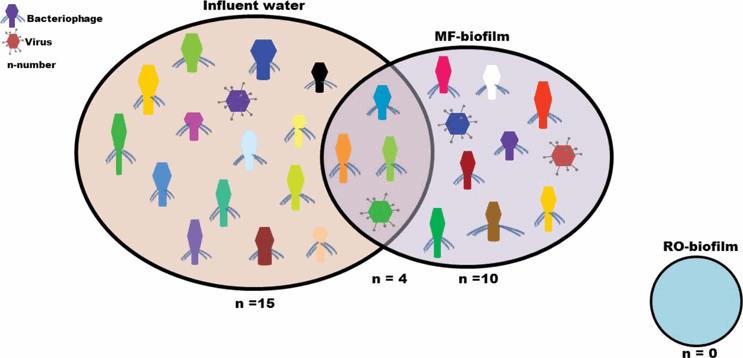 Influent water
Bacteriophage
Virus
n-number
MF-biofilm
n = 4
n =10
n =15
RO-biofilm
n = 0